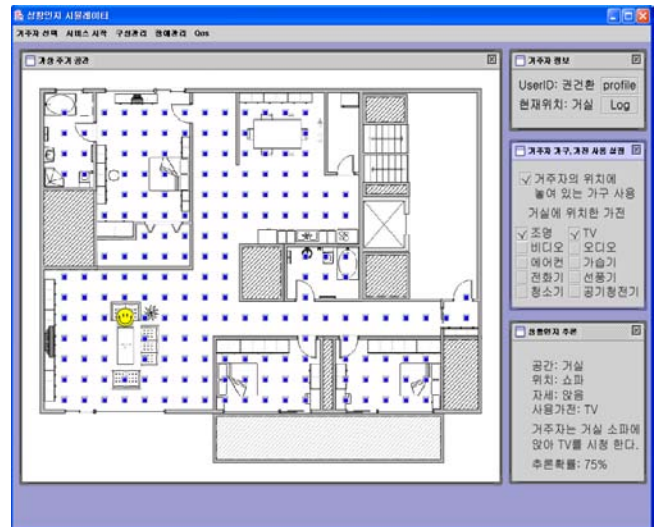 상황인지 시뮬레이터
거주자 선택 서비스 시작 구성관리 장애관리 Qos
가상 주거 공간
거주자 정보
UserID: 권건환 profile
현재위치: 거실 Log
거주자 가구,가전 사용 설정
거주자의 위치에
놓여 있는 가구 사용
거실에 위치한 가전
조명 TV
비디오 오디오
에어컨 가습기
전화기 선풍기
청소기 공기청전기
상황인지 추론
공간: 거실
위치: 쇼파
자세: 앉음
사용가전: TV
거주자는 거실 소파에
앉아 TV를 시청 한다.
추론확률: 75%